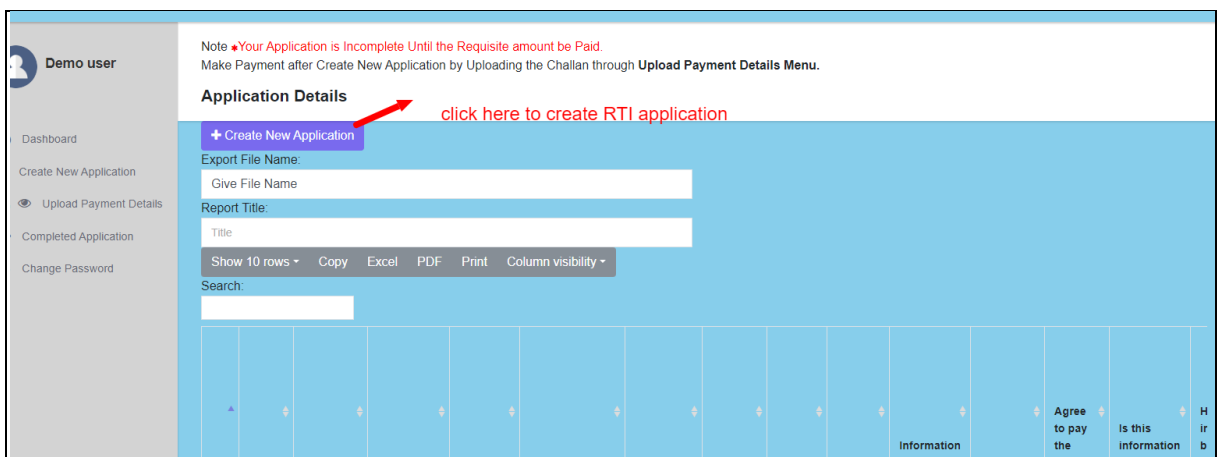 Note *Your Application is Incomplete Until the Requisite amount be Paid.
Make Payment after Create New Application by Uploading the Challan through Upload Payment Details Menu.
Demo user
Application Details
click here to create RTI application
+ Create New Application
Dashboard
Create New Application
Upload Payment Details
Completed Application
Change Password
Export File Name:
Give File Name
Report Title:
Title
Show 10 rows Copy Excel PDF Print Column visibility
Search:
Information
Agree
to pay
the
Is this
information
H
ir
b